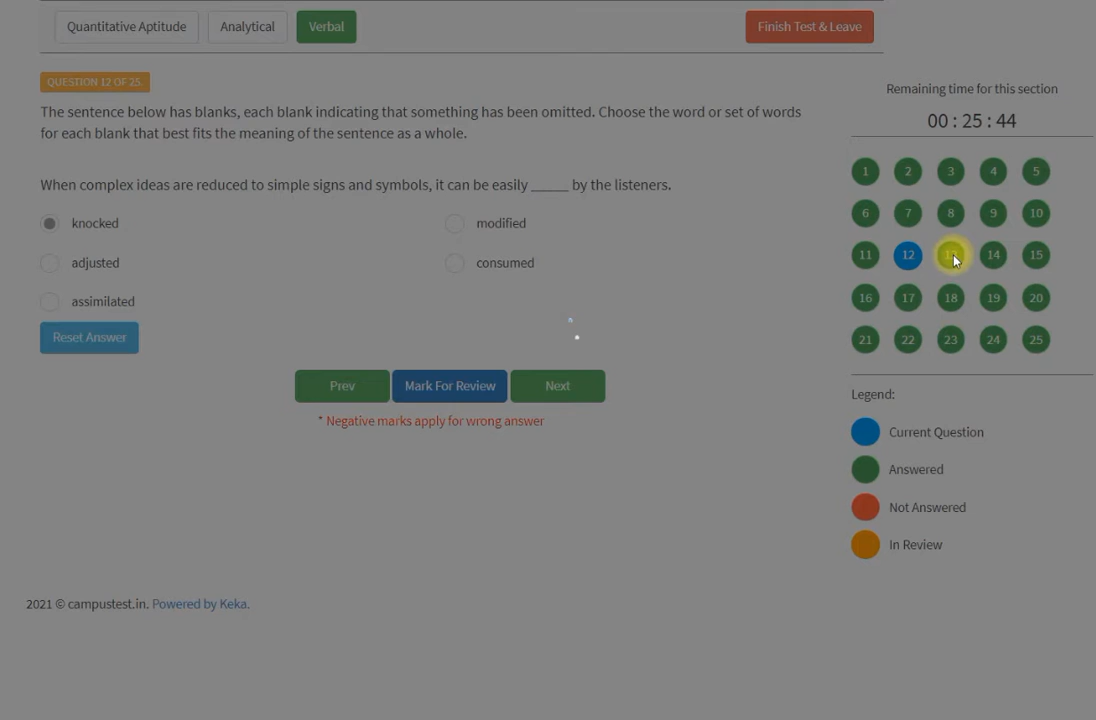 Quantitative Aptitude
Analytical
Verbal
Finish Test & Leave
QUESTION 12 OF 25.
Remaining time for this section
00 : 25 : 44
The sentence below has blanks, each blank indicating that something has been omitted. Choose the word or set of words
for each blank that best fits the meaning of the sentence as a whole.
When complex ideas are reduced to simple signs and symbols, it can be easily _____ by the listeners.
knocked
modified
adjusted
consumed
assimilated
Reset Answer
Prev
Mark For Review
Next
* Negative marks apply for wrong answer
1 2 3 4 5
6 7 8 9 10
11 12 13 14 15
16 17 18 19 20
21 22 23 24 25
Legend:
Current Question
Answered
Not Answered
In Review
2021 © campustest.in. Powered by Keka.